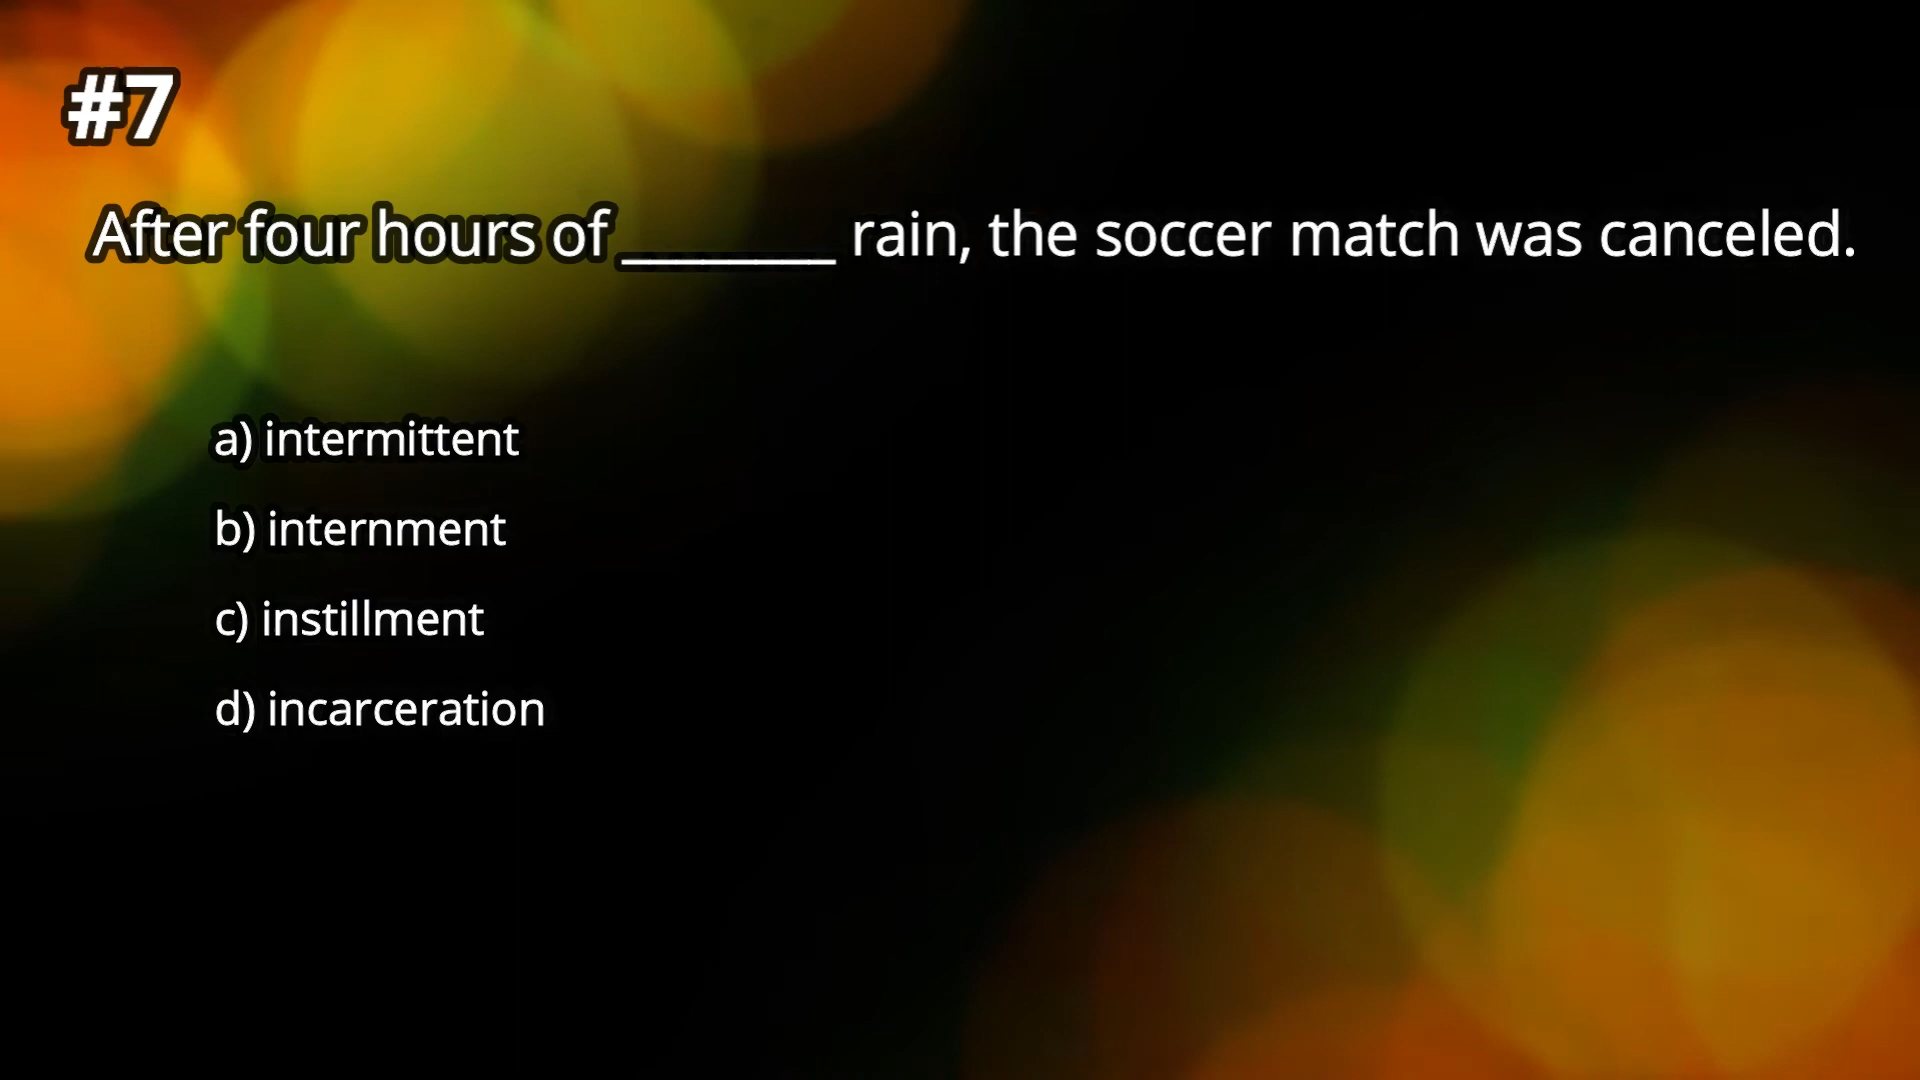 #7
After four hours of ________ rain, the soccer match was canceled.
a) intermittent
b) internment
c) instillment
d) incarceration